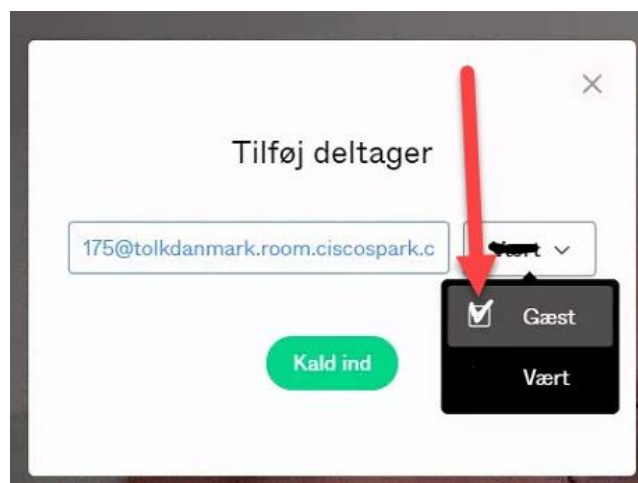 Tilføj deltager
175@tolkdanmark.room.ciscospark.c
Gæst
Kald ind
Vært